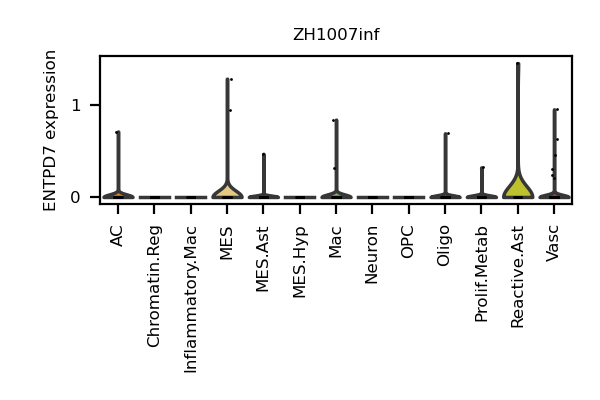 ZH1007inf
ENTPD7 expression
1
0
AC
Chromatin.Reg
Inflammatory.Mac
MES
MES.Ast
MES.Hyp
Mac
Neuron
OPC
Oligo
Prolif.Metab
Reactive.Ast
Vasc